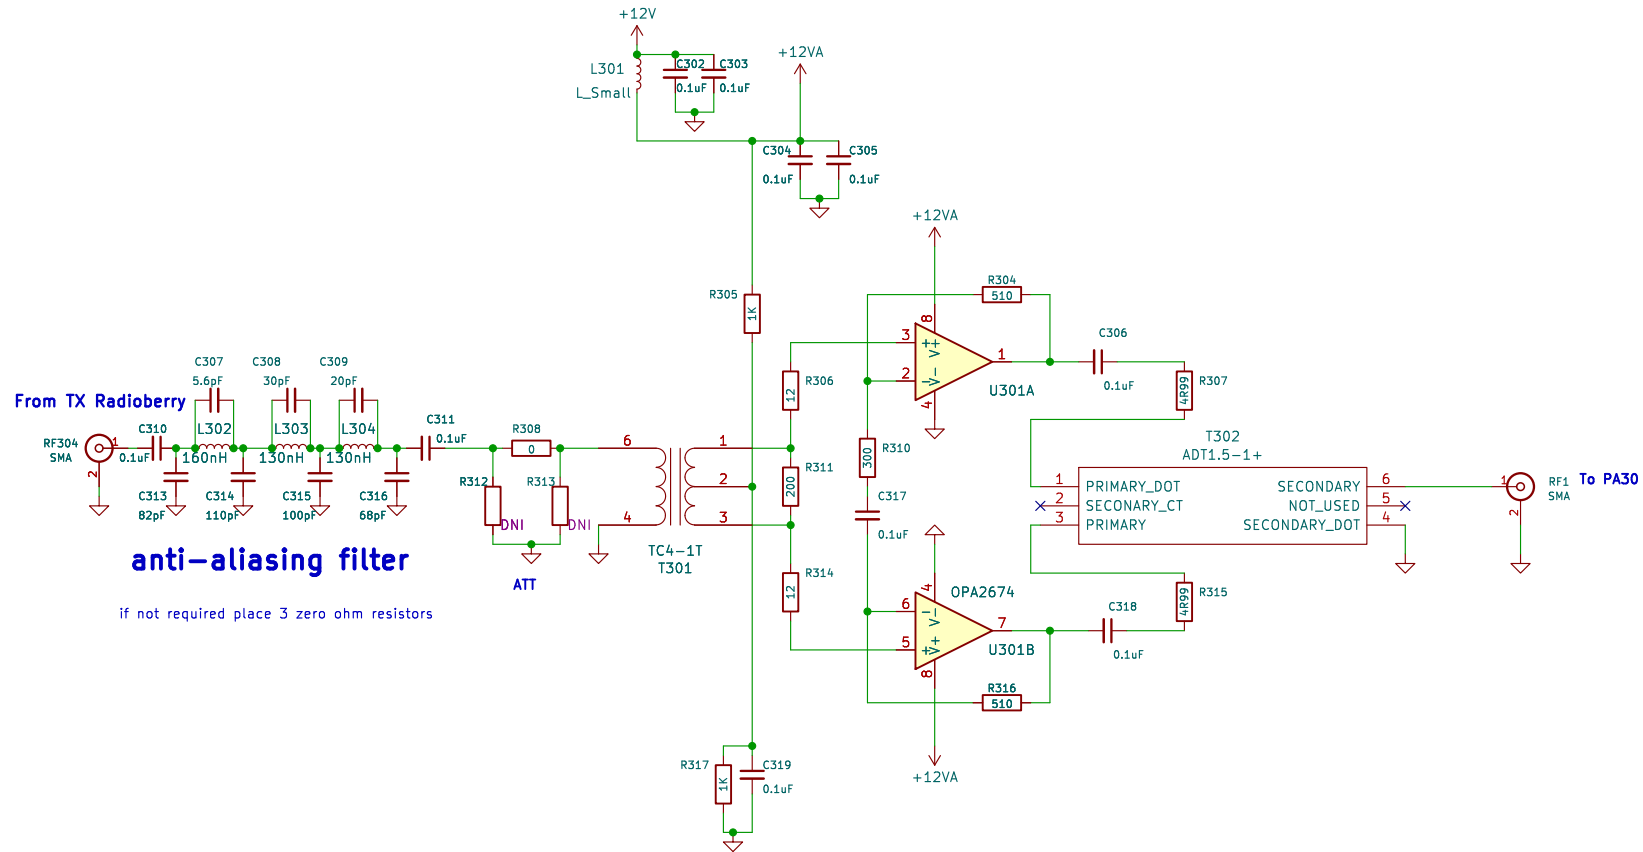 +12V
L301
L_Small
C302
0.1uF
C303
0.1uF
+12VA
C304
0.1uF
C305
0.1uF
+12VA
R305
1K
R304
510
8
3
+
V+
2
−
V-
1
4
U301A
C306
0.1uF
R307
4R99
C307
5.6pF
C308
30pF
C309
20pF
From TX Radioberry
RF304
SMA
1
2
C310
0.1uF
L302
160nH
L303
130nH
L304
130nH
C311
0.1uF
C313
82pF
C314
110pF
C315
100pF
C316
68pF
R308
0
R312
DNI
R313
DNI
ATT
6
4
1
2
3
TC4-1T
T301
R306
12
R311
200
R314
12
R310
300
C317
0.1uF
T302
ADT1.5-1+
1
PRIMARY_DOT
2
SECONARY_CT
3
PRIMARY
SECONDARY
6
NOT_USED
5
SECONDARY_DOT
4
1
2
RF1
SMA
To PA30
anti-aliasing filter
if not required place 3 zero ohm resistors
OPA2674
4
6
−
V-
5
+
V+
7
8
U301B
C318
0.1uF
R315
4R99
R316
510
+12VA
R317
1K
C319
0.1uF